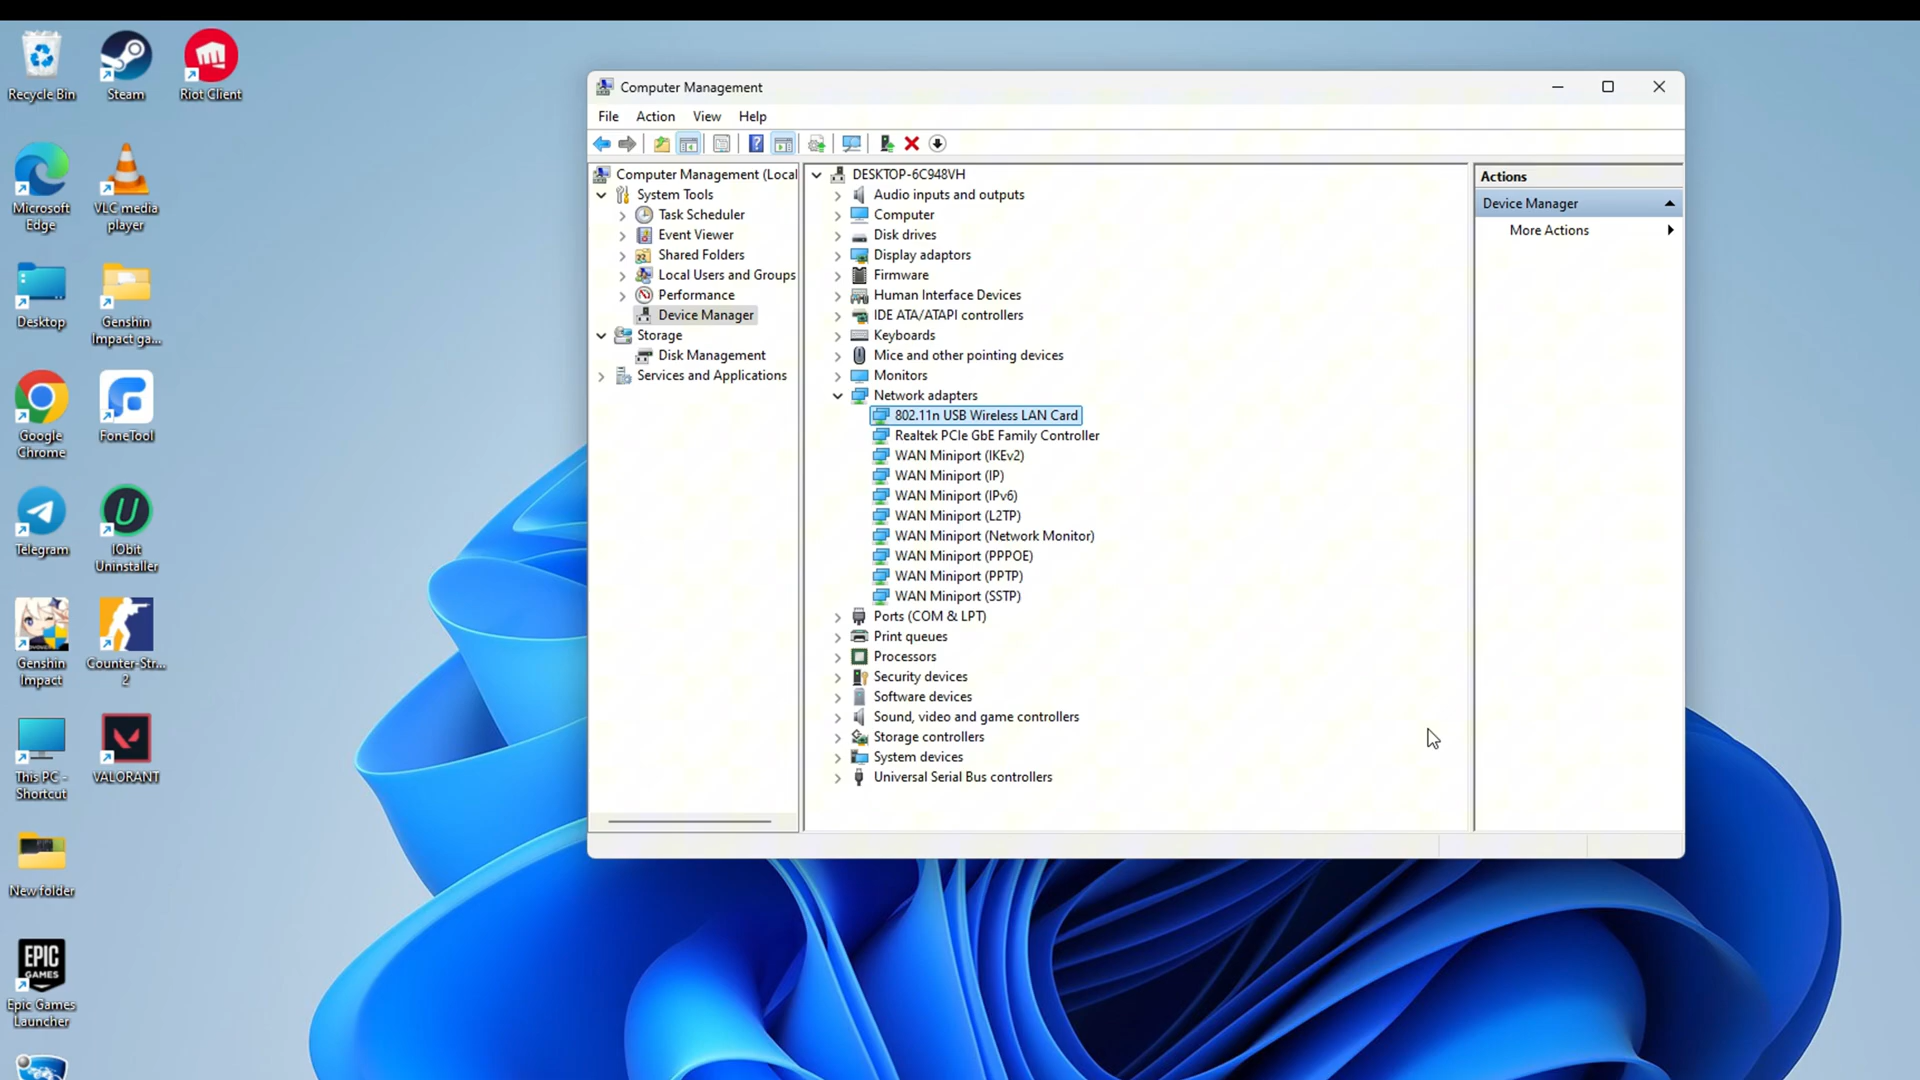 Recycle Bin
Steam
Riot Client
Microsoft
Edge
VLC media
player
Desktop
Genshin
Impact ga...
Google
Chrome
FoneTool
Telegram
IObit
Uninstaller
Genshin
Impact
Counter-Str...
2
This PC -
Shortcut
VALORANT
New folder
EPIC
GAMES
Epic Games
Launcher
Computer Management
File
Action
View
Help
Computer Management (Local
System Tools
Task Scheduler
Event Viewer
Shared Folders
Local Users and Groups
Performance
Device Manager
Storage
Disk Management
Services and Applications
DESKTOP-6C948VH
Audio inputs and outputs
Computer
Disk drives
Display adaptors
Firmware
Human Interface Devices
IDE ATA/ATAPI controllers
Keyboards
Mice and other pointing devices
Monitors
Network adapters
802.11n USB Wireless LAN Card
Realtek PCIe GbE Family Controller
WAN Miniport (IKEv2)
WAN Miniport (IP)
WAN Miniport (IPv6)
WAN Miniport (L2TP)
WAN Miniport (Network Monitor)
WAN Miniport (PPPOE)
WAN Miniport (PPTP)
WAN Miniport (SSTP)
Ports (COM & LPT)
Print queues
Processors
Security devices
Software devices
Sound, video and game controllers
Storage controllers
System devices
Universal Serial Bus controllers
Actions
Device Manager
More Actions